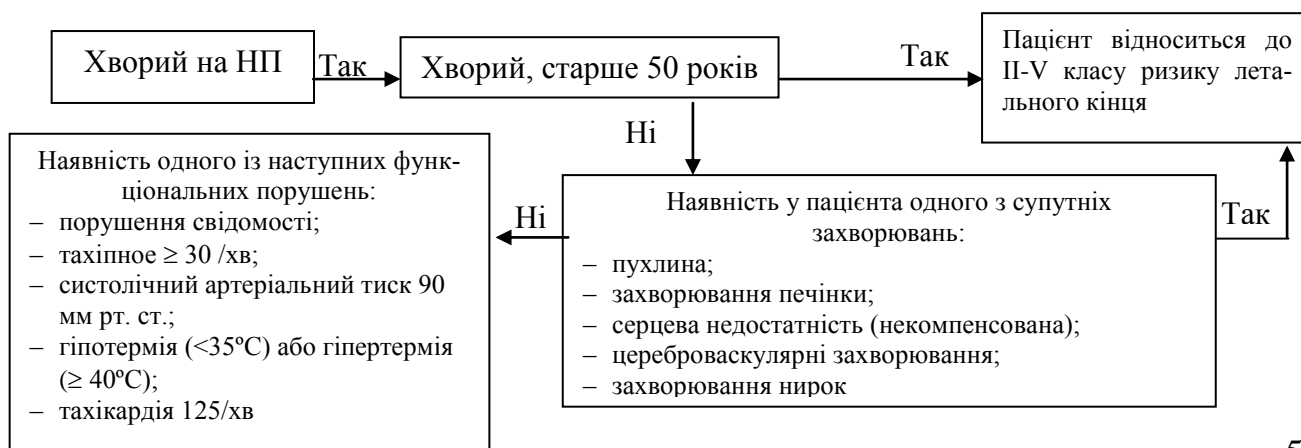 Хворий на НП
Так
Хворий, старше 50 років
Так
Пацієнт відноситься до
ІІ-V класу ризику лета-
льного кінця
Ні
Наявність одного із наступних функ-
ціональних порушень:
– порушення свідомості;
– тахіпное ≥ 30 /хв;
– систолічний артеріальний тиск 90
мм рт. ст.;
– гіпотермія (<35ºС) або гіпертермія
(≥ 40ºС);
– тахікардія 125/хв
Ні
Наявність у пацієнта одного з супутніх
захворювань:
– пухлина;
– захворювання печінки;
– серцева недостатність (некомпенсована);
– цереброваскулярні захворювання;
– захворювання нирок
Так